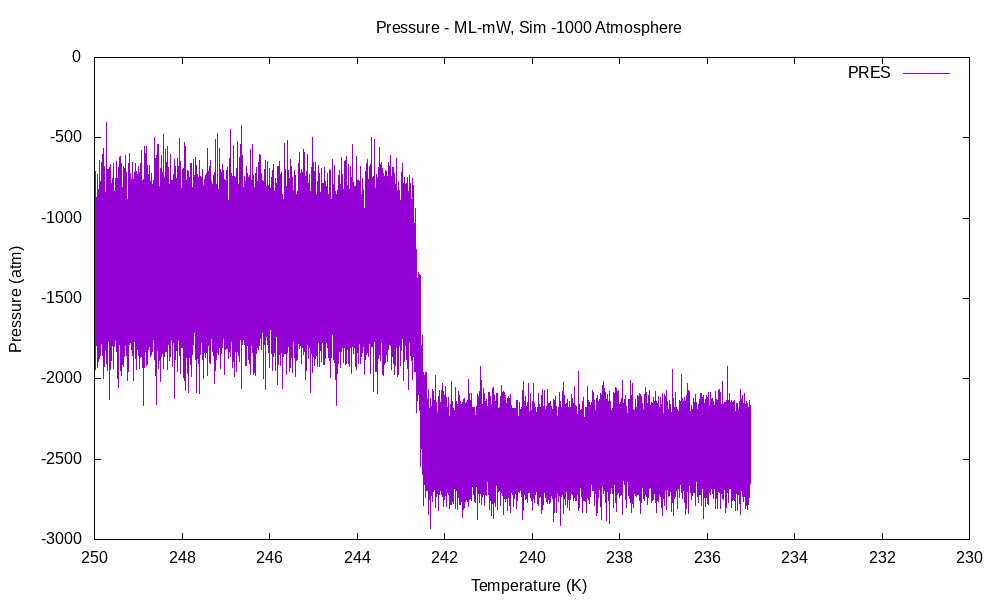 Pressure - ML-mW, Sim -1000 Atmosphere
PRES
0
-500
-1000
-1500
-2000
-2500
-3000
Pressure (atm)
250 248 246 244 242 240 238 236 234 232 230
Temperature (K)